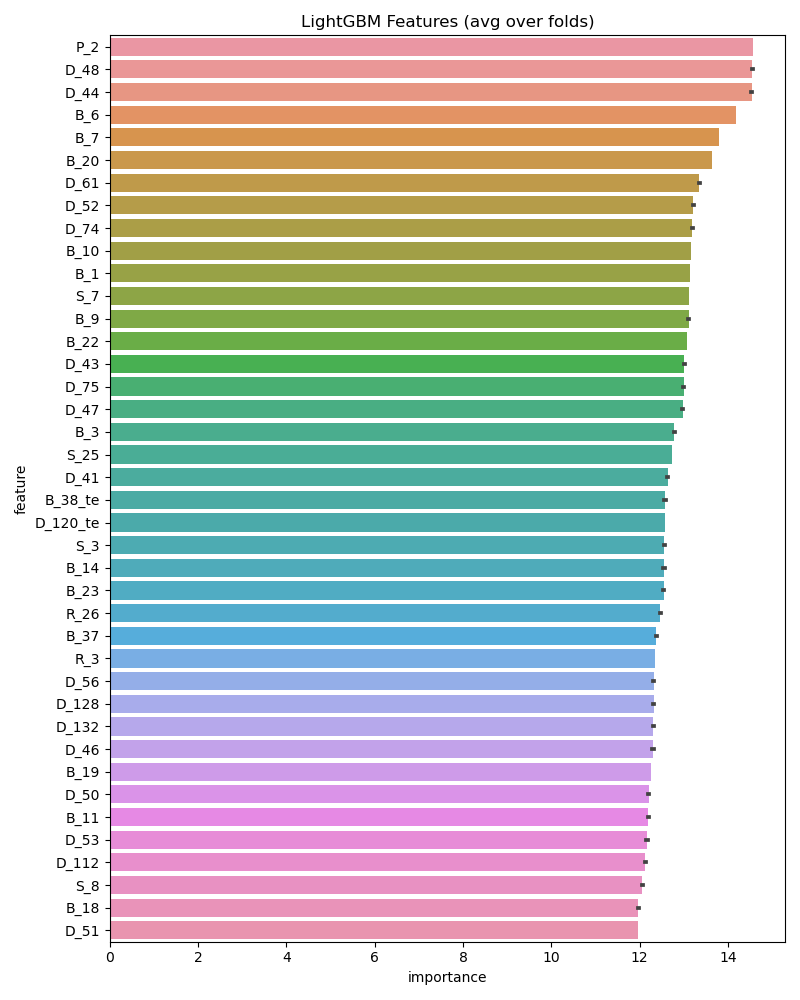 LightGBM Features (avg over folds)
P_2
D_48
D_44
B_6
B_7
B_20
D_61
D_52
D_74
B_10
B_1
S_7
B_9
B_22
D_43
D_75
D_47
B_3
S_25
D_41
B_38_te
D_120_te
S_3
B_14
B_23
R_26
B_37
R_3
D_56
D_128
D_132
D_46
B_19
D_50
B_11
D_53
D_112
S_8
B_18
D_51
feature
0 2 4 6 8 10 12 14
importance